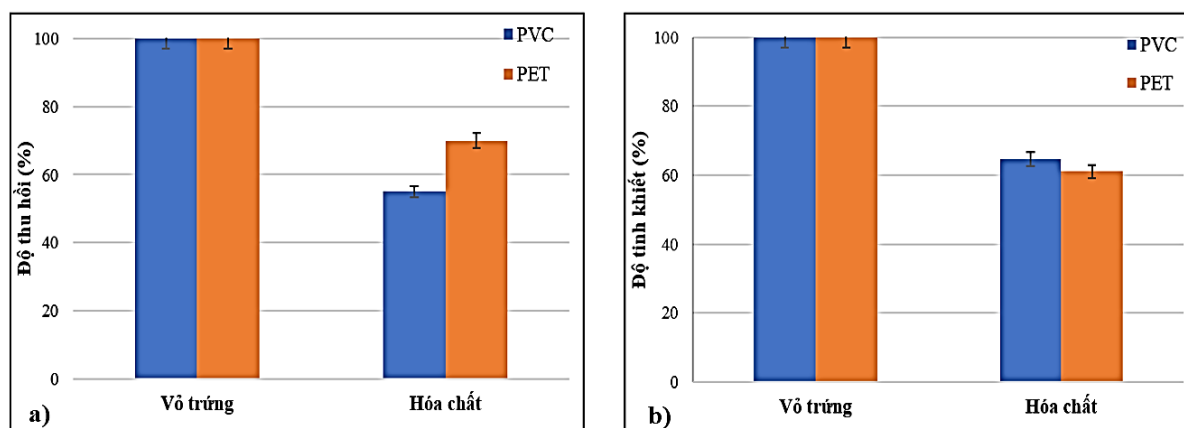 Độ thu hồi (%)
100
80
60
40
20
0
PVC
PET
Vỏ trứng
Hóa chất
a)
Độ tinh khiết (%)
100
80
60
40
20
0
PVC
PET
Vỏ trứng
Hóa chất
b)